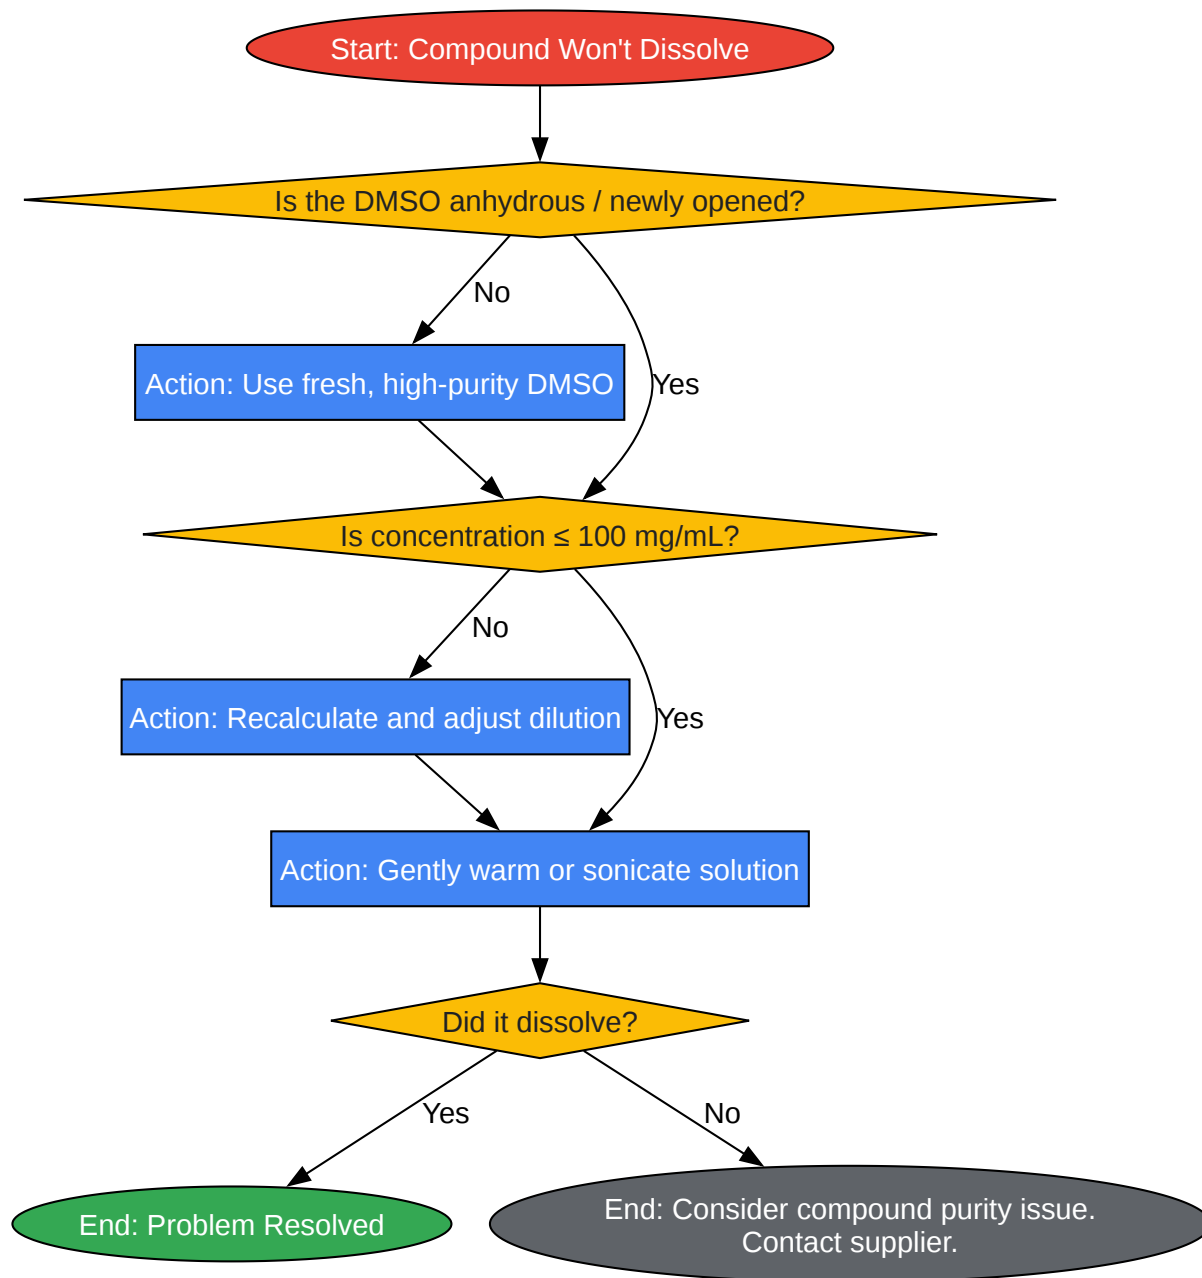 Start: Compound Won't Dissolve
Is the DMSO anhydrous / newly opened?
No
Action: Use fresh, high-purity DMSO
Yes
Is concentration ≤ 100 mg/mL?
No
Action: Recalculate and adjust dilution
Yes
Action: Gently warm or sonicate solution
Did it dissolve?
Yes
No
End: Problem Resolved
End: Consider compound purity issue.
Contact supplier.